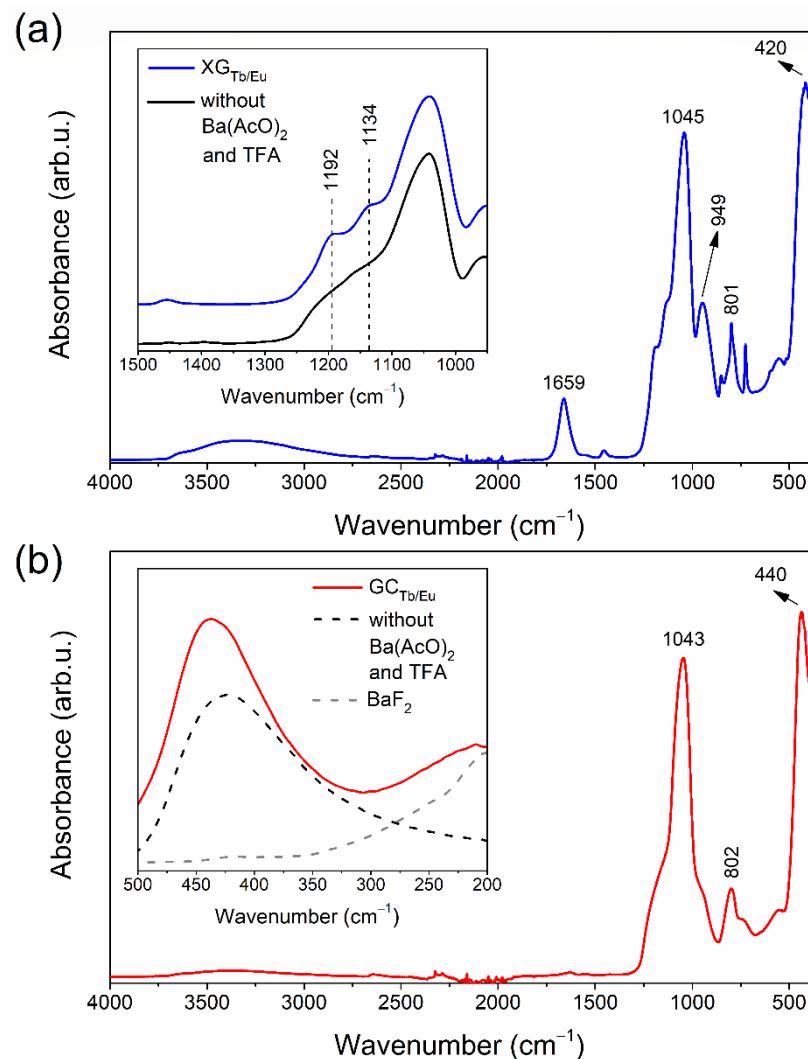 (a)
XG_Tb/Eu
without
Ba(AcO)2
and TFA
1192
1134
1500 1400 1300 1200 1100 1000
Wavenumber (cm−1)
1659
1045
949
801
420
Absorbance (arb.u.)
4000 3500 3000 2500 2000 1500 1000 500
Wavenumber (cm−1)
(b)
GC_Tb/Eu
without
Ba(AcO)2
and TFA
BaF2
500 450 400 350 300 250 200
Wavenumber (cm−1)
1043
802
440
Absorbance (arb.u.)
4000 3500 3000 2500 2000 1500 1000 500
Wavenumber (cm−1)